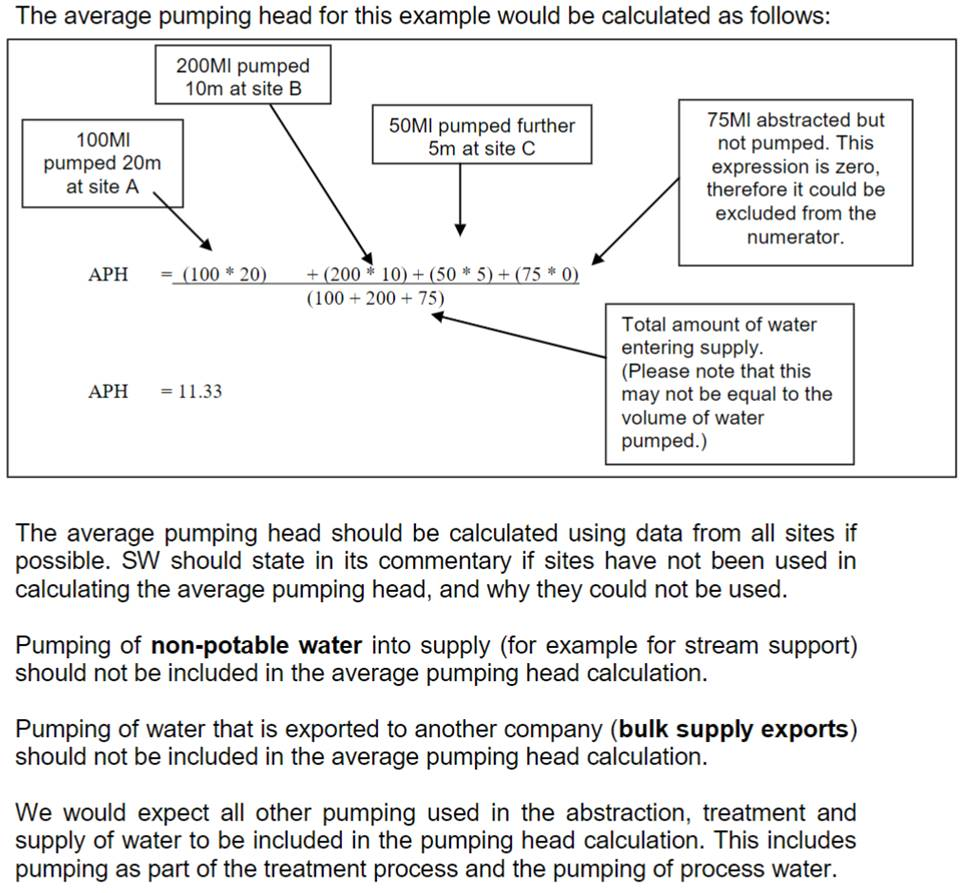 The average pumping head for this example would be calculated as follows:
200Ml pumped
10m at site B
100Ml
pumped 20m
at site A
50Ml pumped further
5m at site C
75Ml abstracted but
not pumped. This
expression is zero,
therefore it could be
excluded from the
numerator.
APH = (100 * 20) + (200 * 10) + (50 * 5) + (75 * 0)
(100 + 200 + 75)
Total amount of water
entering supply.
(Please note that this
may not be equal to the
volume of water
pumped.)
APH = 11.33
The average pumping head should be calculated using data from all sites if
possible. SW should state in its commentary if sites have not been used in
calculating the average pumping head, and why they could not be used.
Pumping of non-potable water into supply (for example for stream support)
should not be included in the average pumping head calculation.
Pumping of water that is exported to another company (bulk supply exports)
should not be included in the average pumping head calculation.
We would expect all other pumping used in the abstraction, treatment and
supply of water to be included in the pumping head calculation. This includes
pumping as part of the treatment process and the pumping of process water.